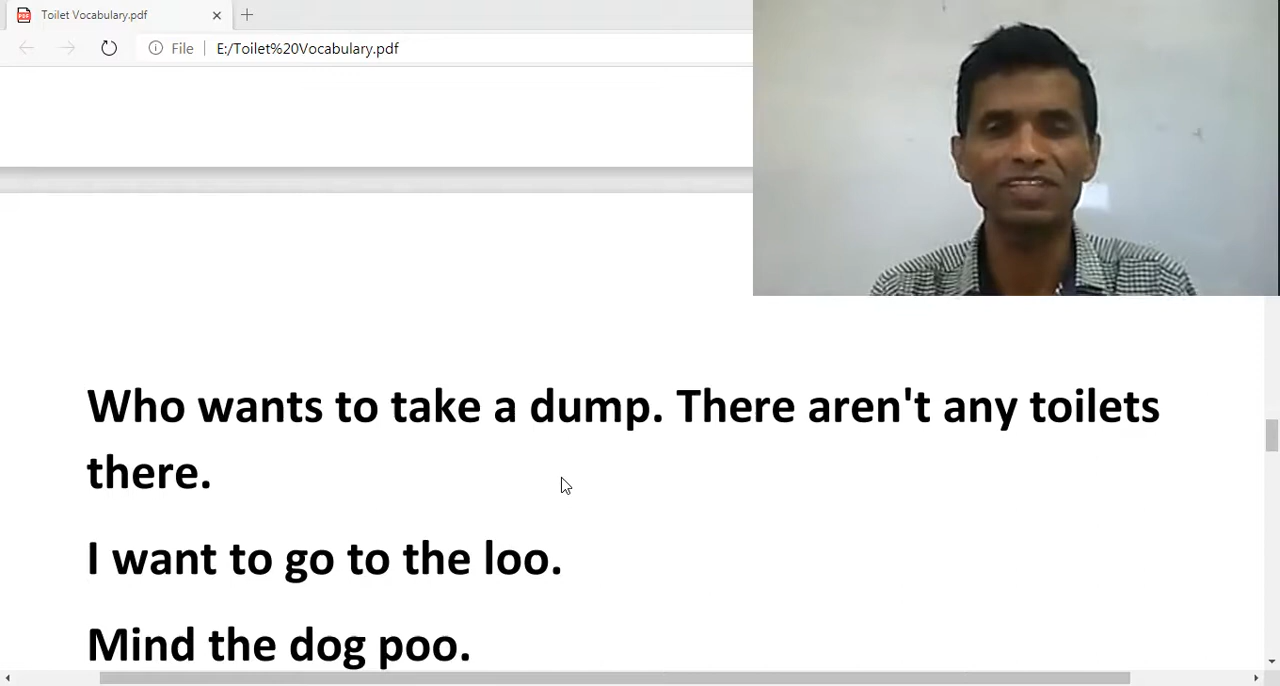 Toilet Vocabulary.pdf
File E:/Toilet%20Vocabulary.pdf
Who wants to take a dump. There aren't any toilets
there.
I want to go to the loo.
Mind the dog poo.